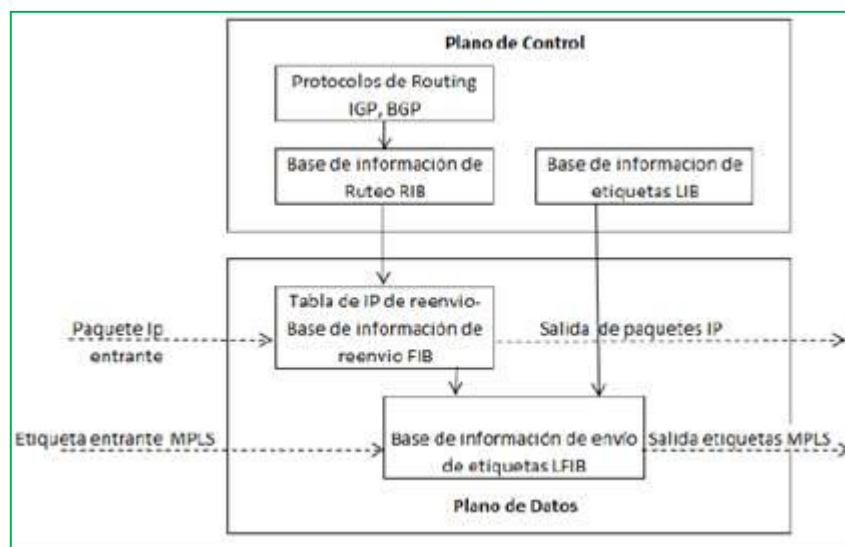 Plano de Control
Protocolos de Routing
IGP, BGP
Base de información de
Ruteo RIB
Base de informacion de
etiquetas LIB
Tabla de IP de reenvio-
Base de información de
reenvio FIB
Paquete Ip
entrante
Salida de paquetes IP
Etiqueta entrante MPLS
Base de información de envío
de etiquetas LFIB
Salida etiquetas MPLS
Plano de Datos